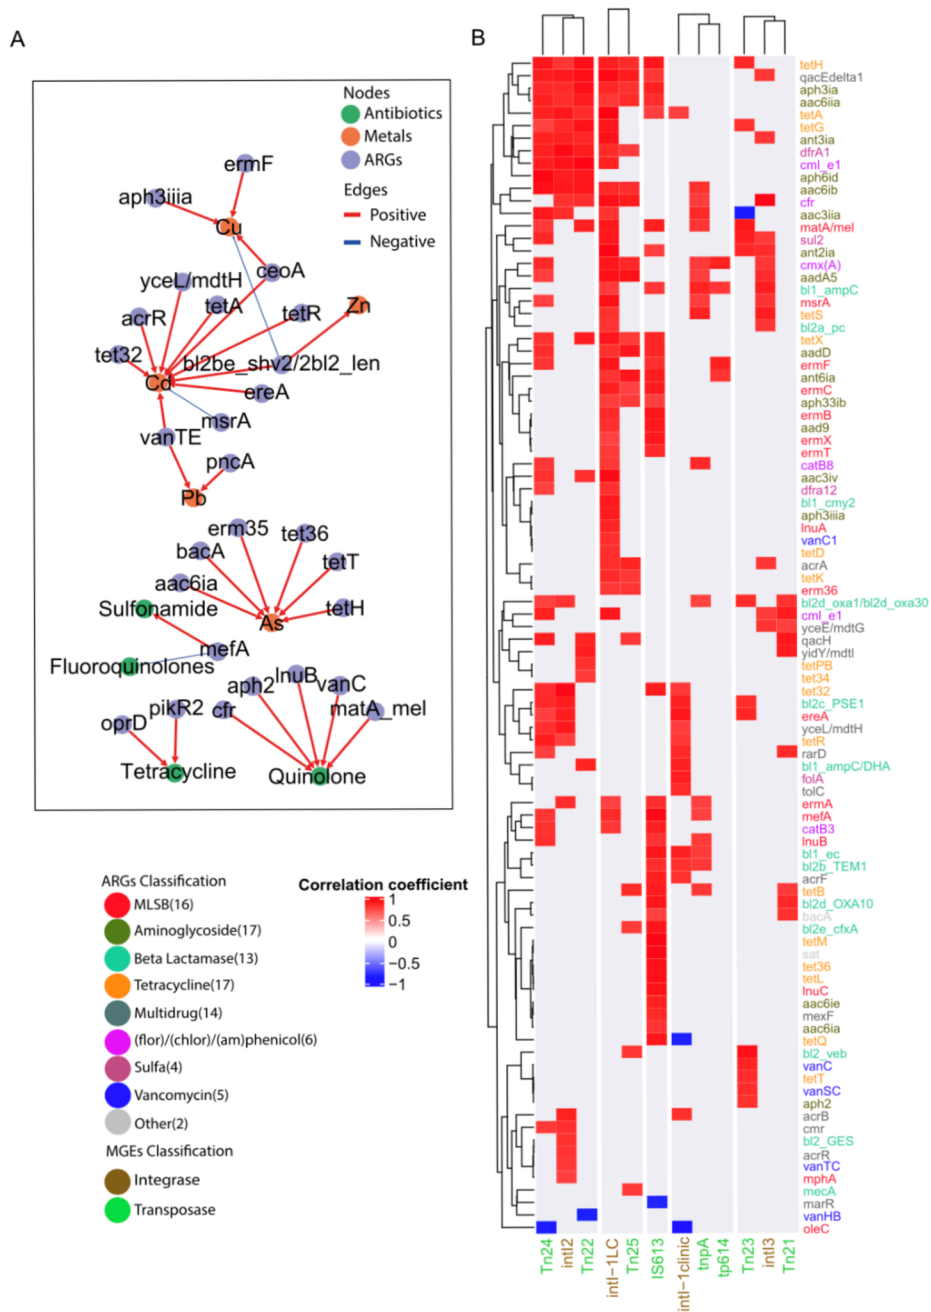 A
B
Nodes
Antibiotics
Metals
ARGs
Edges
Positive
Negative
ermF
aph3iiia
Cu
ceoA
yceL/mdtH
tetA
tetR
Zn
acrR
tet32
bl2be_shv2/2bl2_len
Cd
ereA
msrA
vanTE
pncA
Pb
erm35
tet36
bacA
tetT
aac6ia
tetH
Sulfonamide
As
mefA
Fluoroquinolones
lnuB
aph2
vanC
pikR2
cfr
matA_mel
oprD
Tetracycline
Quinolone
ARGs Classification
MLSB(16)
Aminoglycoside(17)
Beta Lactamase(13)
Tetracycline(17)
Multidrug(14)
(flor)/(chlor)/(am)phenicol(6)
Sulfa(4)
Vancomycin(5)
Other(2)
MGEs Classification
Integrase
Transposase
Correlation coefficient
1
0.5
0
−0.5
−1
tetH
qacEdelta1
aph3ia
aac6iia
tetA
tetG
ant3ia
dfrA1
cml_e1
aph6id
aac6ib
cfr
aac3iia
matA/mel
sul2
ant2ia
cmx(A)
aadA5
bl1_ampC
msrA
tetS
bl2a_pc
tetX
aadD
ermF
ant6ia
ermC
aph33ib
ermB
aad9
ermX
ermT
catB8
aac3iv
dfra12
bl1_cmy2
aph3iiia
lnuA
vanC1
tetD
acrA
tetK
erm36
bl2d_oxa1/bl2d_oxa30
cml_e1
yceE/mdtG
qacH
yidY/mdtl
tetPB
tet34
tet32
bl2c_PSE1
ereA
yceL/mdtH
tetR
rarD
bl1_ampC/DHA
folA
tolC
ermA
mefA
catB3
lnuB
bl1_ec
bl2b_TEM1
acrF
tetB
bl2d_OXA10
bacA
bl2e_cfxA
tetM
sat
tet36
tetL
lnuC
aac6ie
mexF
aac6ia
tetQ
bl2_veb
vanC
tetT
vanSC
aph2
acrB
cmr
bl2_GES
acrR
vanTC
mphA
mecA
marR
vanHB
oleC
Tn24
intI2
Tn22
intI−1LC
Tn25
IS613
intI−1clinic
tnpA
tp614
Tn23
intI3
Tn21